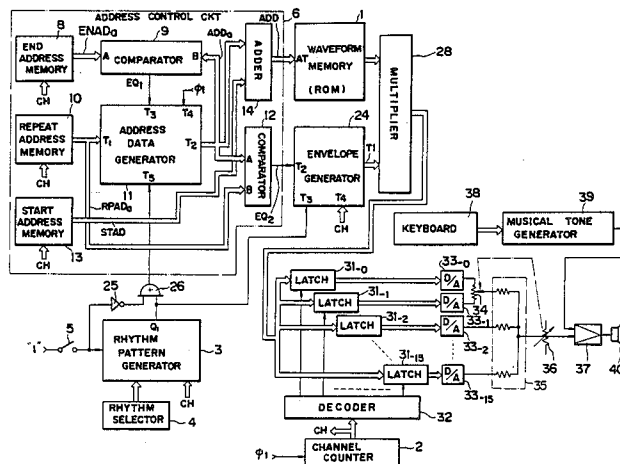 ADDRESS CONTROL CKT
6
ADD
1
8
ENADa
9
ADDa
END
ADDRESS
MEMORY
A
COMPARATOR
B
ADDER
AT
WAVEFORM
MEMORY
(ROM)
28
CH
EQ1
φ1
14
MULTIPLIER
10
T3
T4
12
24
REPEAT
ADDRESS
MEMORY
T1
ADDRESS
DATA
GENERATOR
T2
A
COMPARATOR
B
T2
ENVELOPE
GENERATOR
T1
CH
T5
T3
T4
11
RPADa
EQ2
CH
START
ADDRESS
MEMORY
STAD
38
39
KEYBOARD
MUSICAL TONE
GENERATOR
13
CH
25
26
LATCH
31-0
33-0
D/A
LATCH
31-1
D/A
34
33-1
"1"
5
Q1
LATCH
31-2
D/A
33-2
RHYTHM
PATTERN
GENERATOR
3
36
37
40
LATCH
31-15
D/A
35
33-15
RHYTHM
SELECTOR
4
CH
DECODER
32
CH
φ1
CHANNEL
COUNTER
2